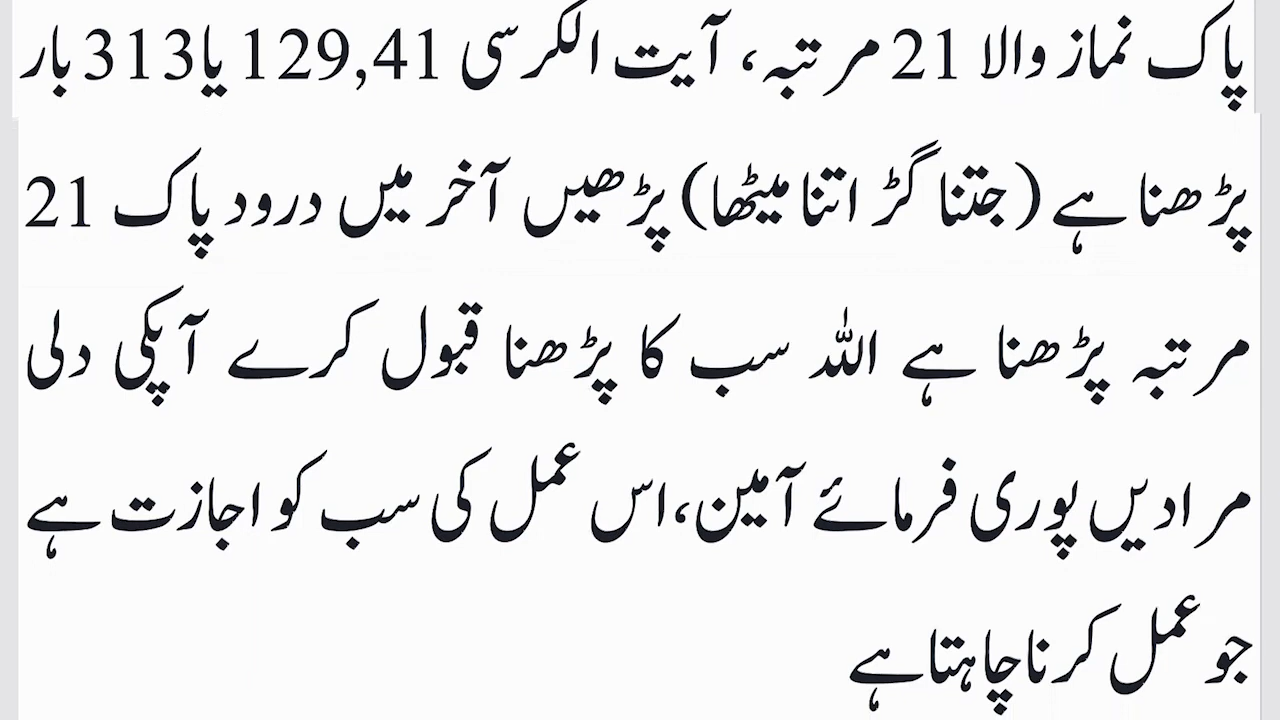 پاک نماز والا 21 مرتبہ، آیت الکرسی 129,41 یا 313 بار
پڑھنا ہے (جتنا گڑ اتنا میٹھا) پڑھیں آخر میں درود پاک 21
مرتبہ پڑھنا ہے اللہ سب کا پڑھنا قبول کرے آپکی دلی
مرادیں پوری فرمائے آمین،اس عمل کی سب کو اجازت ہے
جو عمل کرنا چاہتا ہے